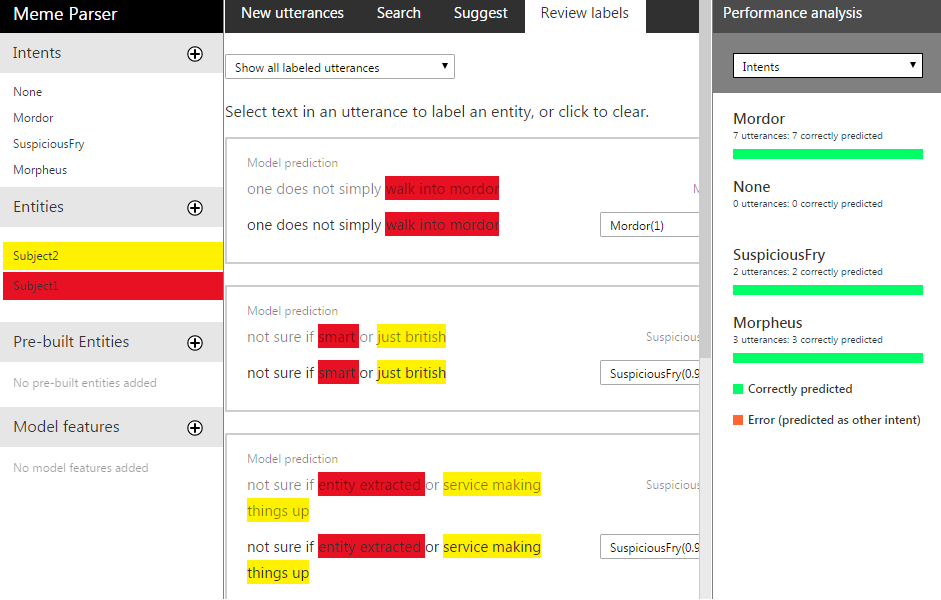 Meme Parser
Intents
None
Mordor
SuspiciousFry
Morpheus
Entities
Subject2
Subject1
Pre-built Entities
No pre-built entities added
Model features
No model features added
New utterances Search Suggest Review labels
Show all labeled utterances
Select text in an utterance to label an entity, or click to clear.
Model prediction
one does not simply walk into mordor
one does not simply walk into mordor Mordor(1)
Model prediction
not sure if smart or just british Suspicious
not sure if smart or just british SuspiciousFry(0.9
Model prediction
not sure if entity extracted or service making Suspicious
things up
not sure if entity extracted or service making SuspiciousFry(0.9
things up
Performance analysis
Intents
Mordor
7 utterances: 7 correctly predicted
None
0 utterances: 0 correctly predicted
SuspiciousFry
2 utterances: 2 correctly predicted
Morpheus
3 utterances: 3 correctly predicted
Correctly predicted
Error (predicted as other intent)